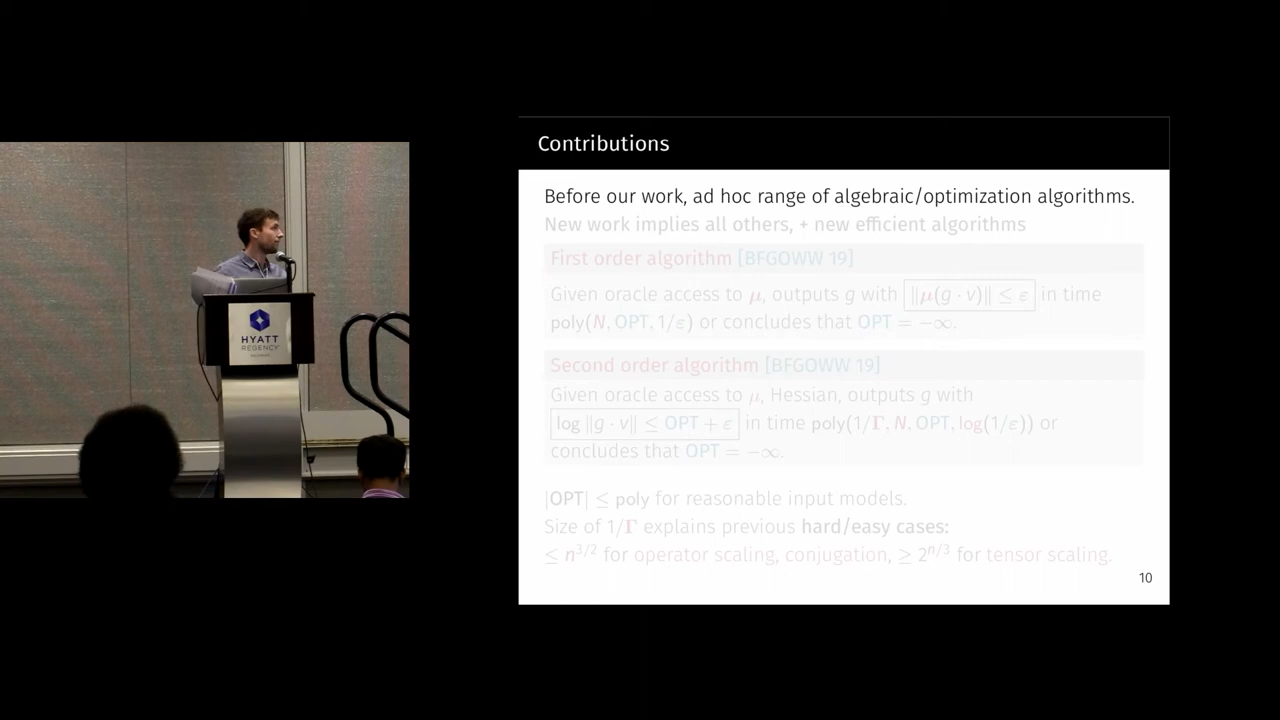 Contributions
Before our work, ad hoc range of algebraic/optimization algorithms.
New work implies all others, + new efficient algorithms
First order algorithm [BFGOWW 19]
Given oracle access to μ, outputs g with ‖μ(g · v)‖ ≤ ε in time
poly(N, OPT, 1/ε) or concludes that OPT = −∞.
Second order algorithm [BFGOWW 19]
Given oracle access to μ, Hessian, outputs g with
log ‖g · v‖ ≤ OPT + ε in time poly(1/Γ, N, OPT, log(1/ε)) or
concludes that OPT = −∞.
|OPT| ≤ poly for reasonable input models.
Size of 1/Γ explains previous hard/easy cases:
≤ n^{3/2} for operator scaling, conjugation, ≥ 2^{n/3} for tensor scaling.
10
HYATT
REGENCY